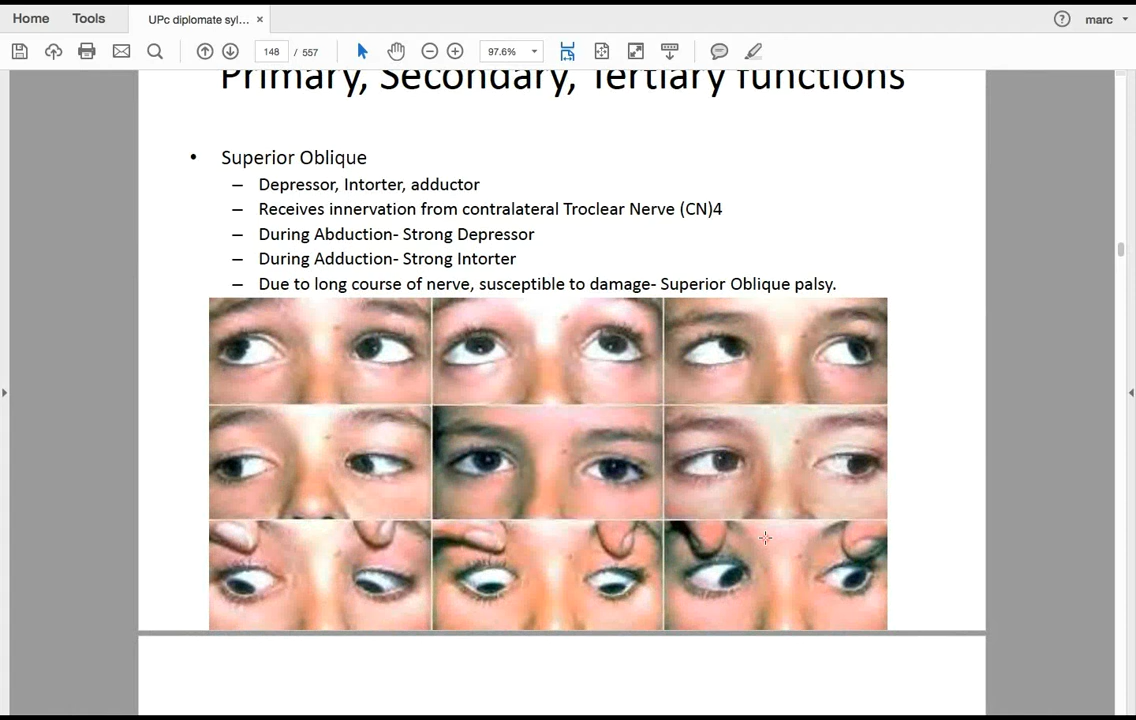 Home Tools UPc diplomate syl... × ? marc
148 / 557 97.6%
Primary, Secondary, Tertiary functions
• Superior Oblique
– Depressor, Intorter, adductor
– Receives innervation from contralateral Troclear Nerve (CN)4
– During Abduction- Strong Depressor
– During Adduction- Strong Intorter
– Due to long course of nerve, susceptible to damage- Superior Oblique palsy.